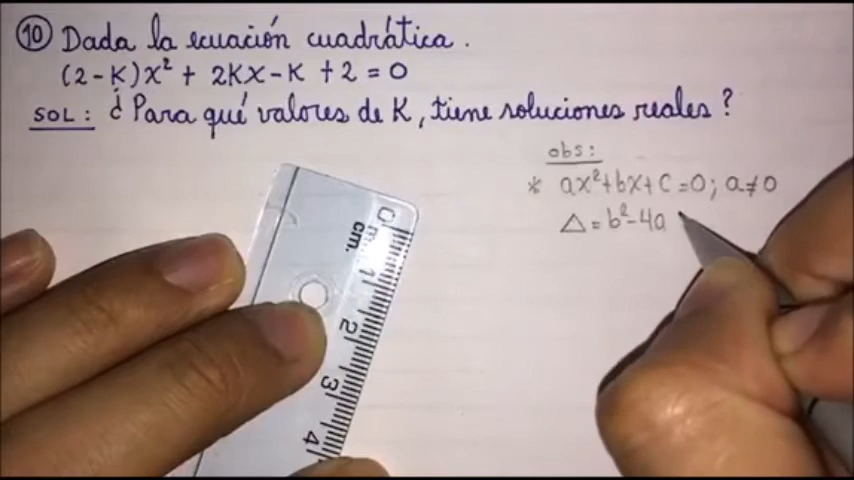 10 Dada la ecuación cuadrática.
(2-K)x² + 2Kx-K +2 = 0
SOL: ¿Para qué valores de K, tiene soluciones reales?
obs:
* ax²+bx+c=0; a≠0
Δ = b²-4a
0
cm.
1
2
3
4